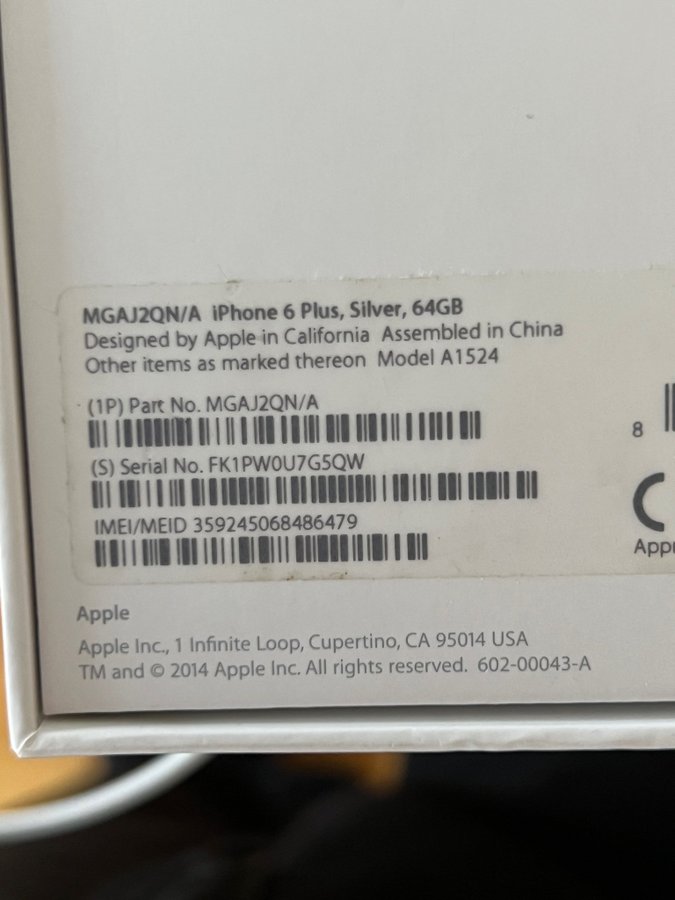 MGAJ2QN/A iPhone 6 Plus, Silver, 64GB
Designed by Apple in California Assembled in China
Other items as marked thereon Model A1524
(1P) Part No. MGAJ2QN/A
8
(S) Serial No. FK1PW0U7G5QW
IMEI/MEID 359245068486479
Apple
Apple Inc., 1 Infinite Loop, Cupertino, CA 95014 USA
TM and © 2014 Apple Inc. All rights reserved. 602-00043-A